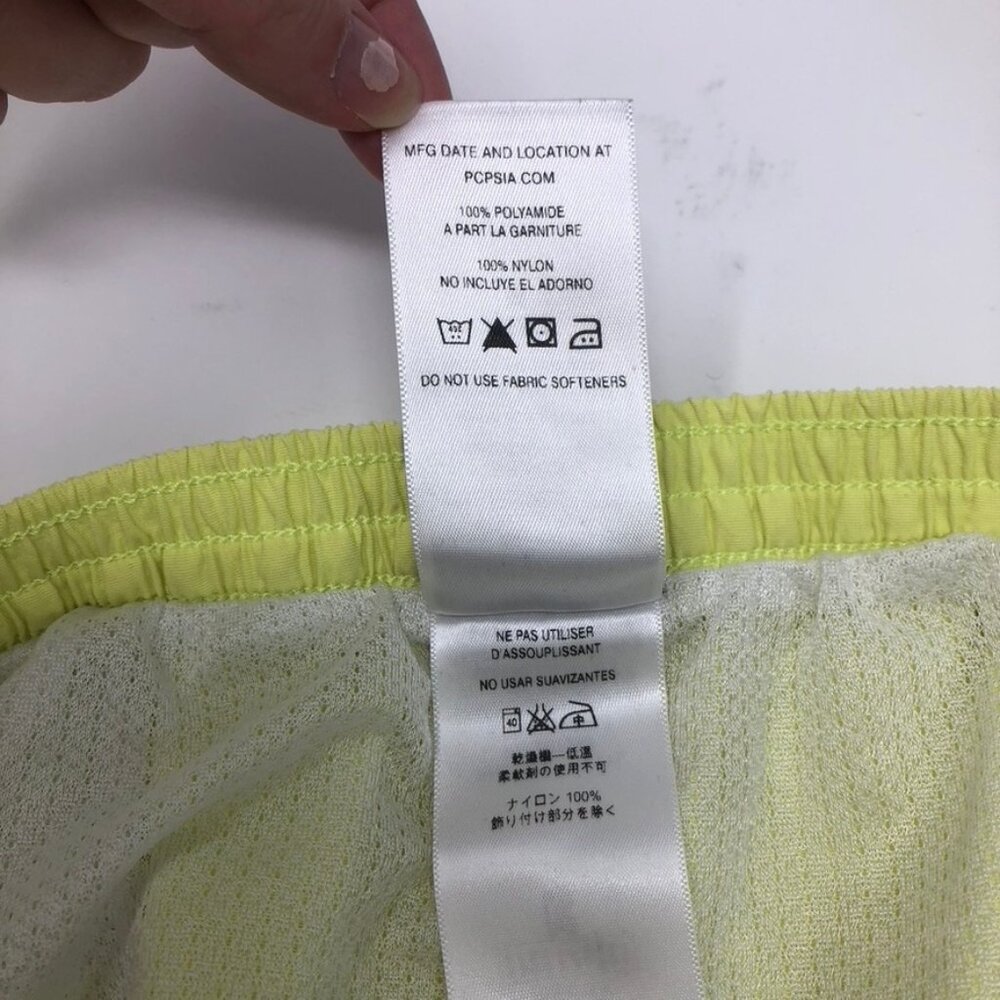 MFG DATE AND LOCATION AT
PCPSIA.COM
100% POLYAMIDE
A PART LA GARNITURE
100% NYLON
NO INCLUYE EL ADORNO
DO NOT USE FABRIC SOFTENERS
NE PAS UTILISER
D'ASSOUPLISSANT
NO USAR SUAVIZANTES
40 中
乾燥機—低温
柔軟剤の使用不可
ナイロン 100%
飾り付け部分を除く